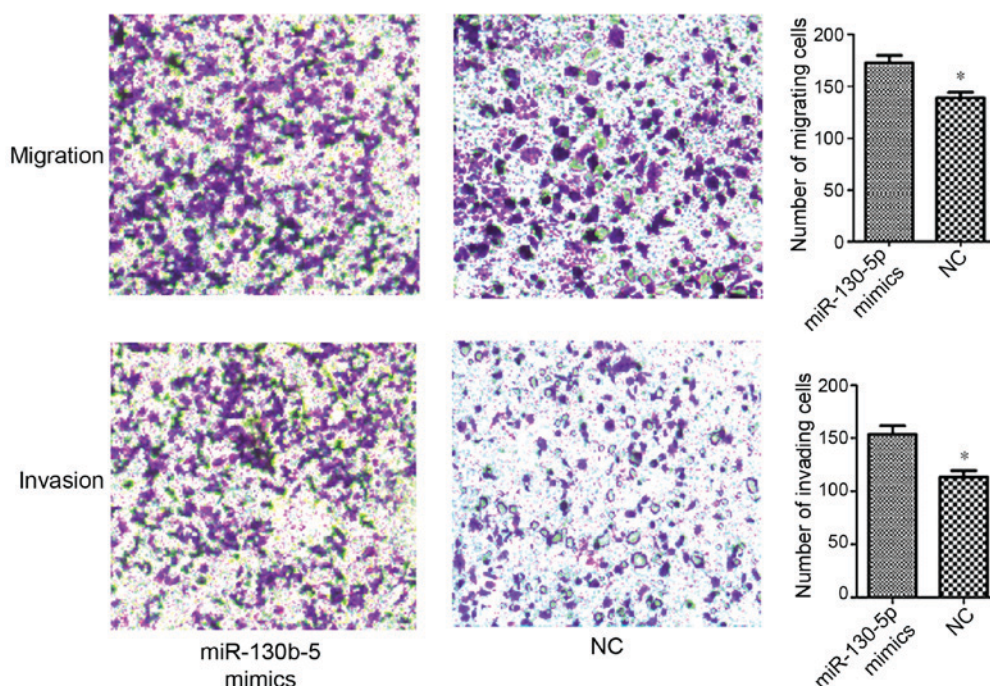 Migration
Number of migrating cells
200
150
100
50
0
*
miR-130-5p
mimics
NC
Invasion
Number of invading cells
200
150
100
50
0
*
miR-130-5p
mimics
NC
miR-130b-5
mimics
NC